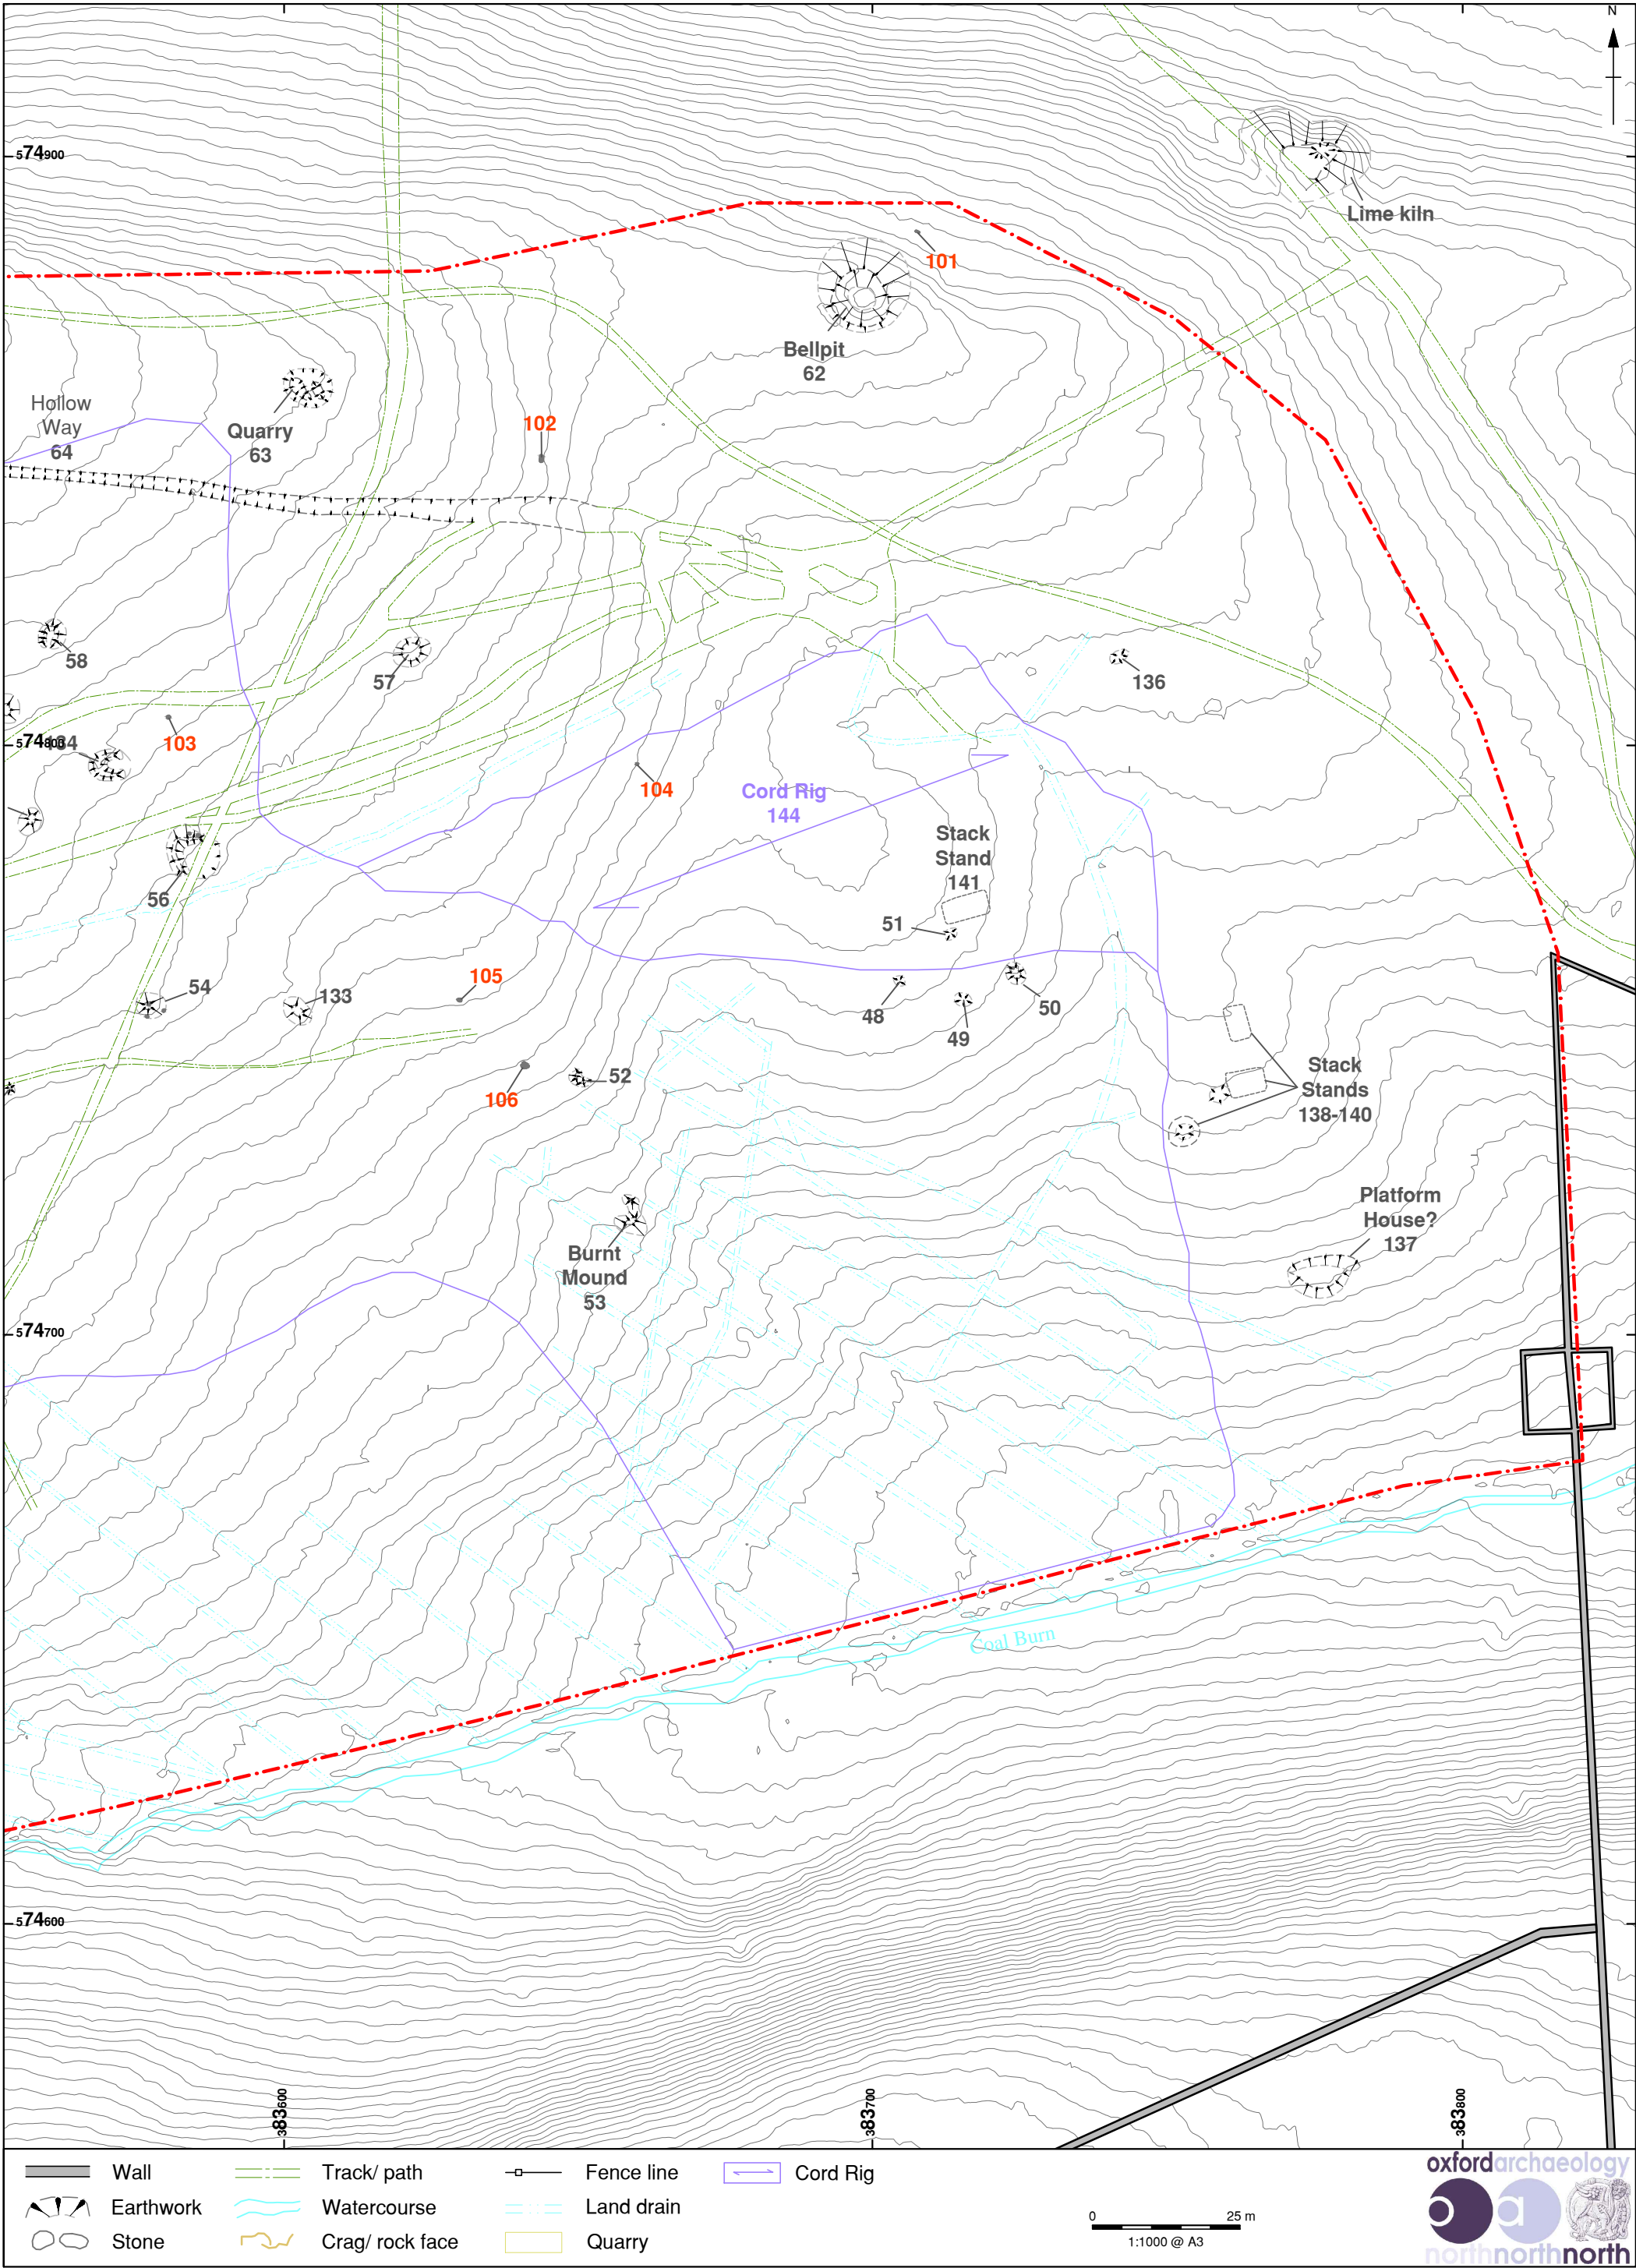 N
574900
Lime kiln
101
Bellpit
62
Hollow
Way
64
Quarry
63
102
58
57
136
574800
134
103
104
Cord Rig
144
Stack
Stand
141
56
51
54
133
105
48
49
50
52
106
Stack
Stands
138-140
Platform
House?
137
Burnt
Mound
53
574700
Coal Burn
574600
383600
383700
383800
Wall
Track/ path
Fence line
Cord Rig
Earthwork
Watercourse
Land drain
Stone
Crag/ rock face
Quarry
0 25 m
1:1000 @ A3
oxfordarchaeology
northnorthnorth